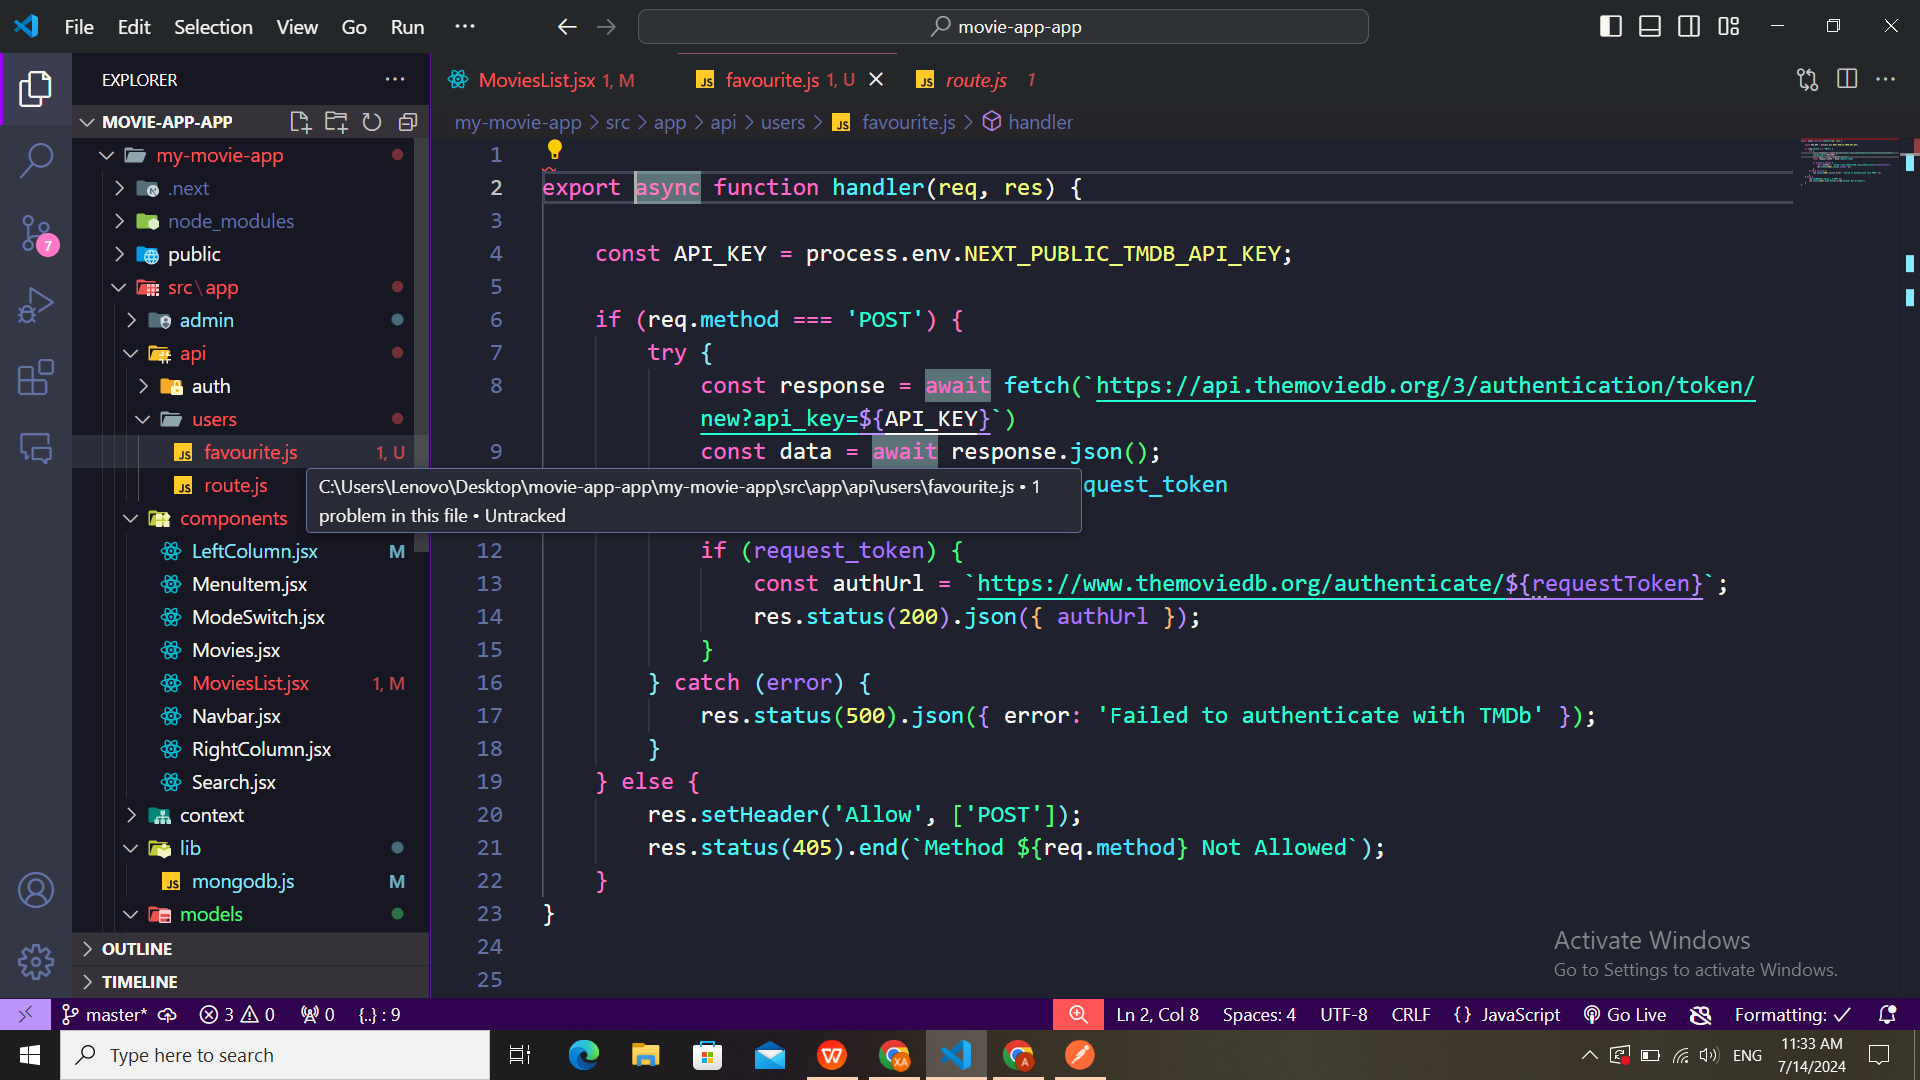 File Edit Selection View Go Run ···
movie-app-app
EXPLORER
MoviesList.jsx 1, M
favourite.js 1, U
route.js 1
MOVIE-APP-APP
my-movie-app > src > app > api > users > favourite.js > handler
my-movie-app
.next
node_modules
public
src\app
admin
api
auth
users
favourite.js 1, U
route.js
components
LeftColumn.jsx M
MenuItem.jsx
ModeSwitch.jsx
Movies.jsx
MoviesList.jsx 1, M
Navbar.jsx
RightColumn.jsx
Search.jsx
context
lib
mongodb.js M
models
OUTLINE
TIMELINE
7
1
2 export async function handler(req, res) {
3
4 const API_KEY = process.env.NEXT_PUBLIC_TMDB_API_KEY;
5
6 if (req.method === 'POST') {
7 try {
8 const response = await fetch(`https://api.themoviedb.org/3/authentication/token/
new?api_key=${API_KEY}`)
9 const data = await response.json();
quest_token
C:\Users\Lenovo\Desktop\movie-app-app\my-movie-app\src\app\api\users\favourite.js • 1
problem in this file • Untracked
12 if (request_token) {
13 const authUrl = `https://www.themoviedb.org/authenticate/${requestToken}`;
14 res.status(200).json({ authUrl });
15 }
16 } catch (error) {
17 res.status(500).json({ error: 'Failed to authenticate with TMDb' });
18 }
19 } else {
20 res.setHeader('Allow', ['POST']);
21 res.status(405).end(`Method ${req.method} Not Allowed`);
22 }
23 }
24
25
Activate Windows
Go to Settings to activate Windows.
master* 3 0 0 {..} : 9
Ln 2, Col 8 Spaces: 4 UTF-8 CRLF {} JavaScript Go Live Formatting: ✓
Type here to search
ENG
11:33 AM
7/14/2024